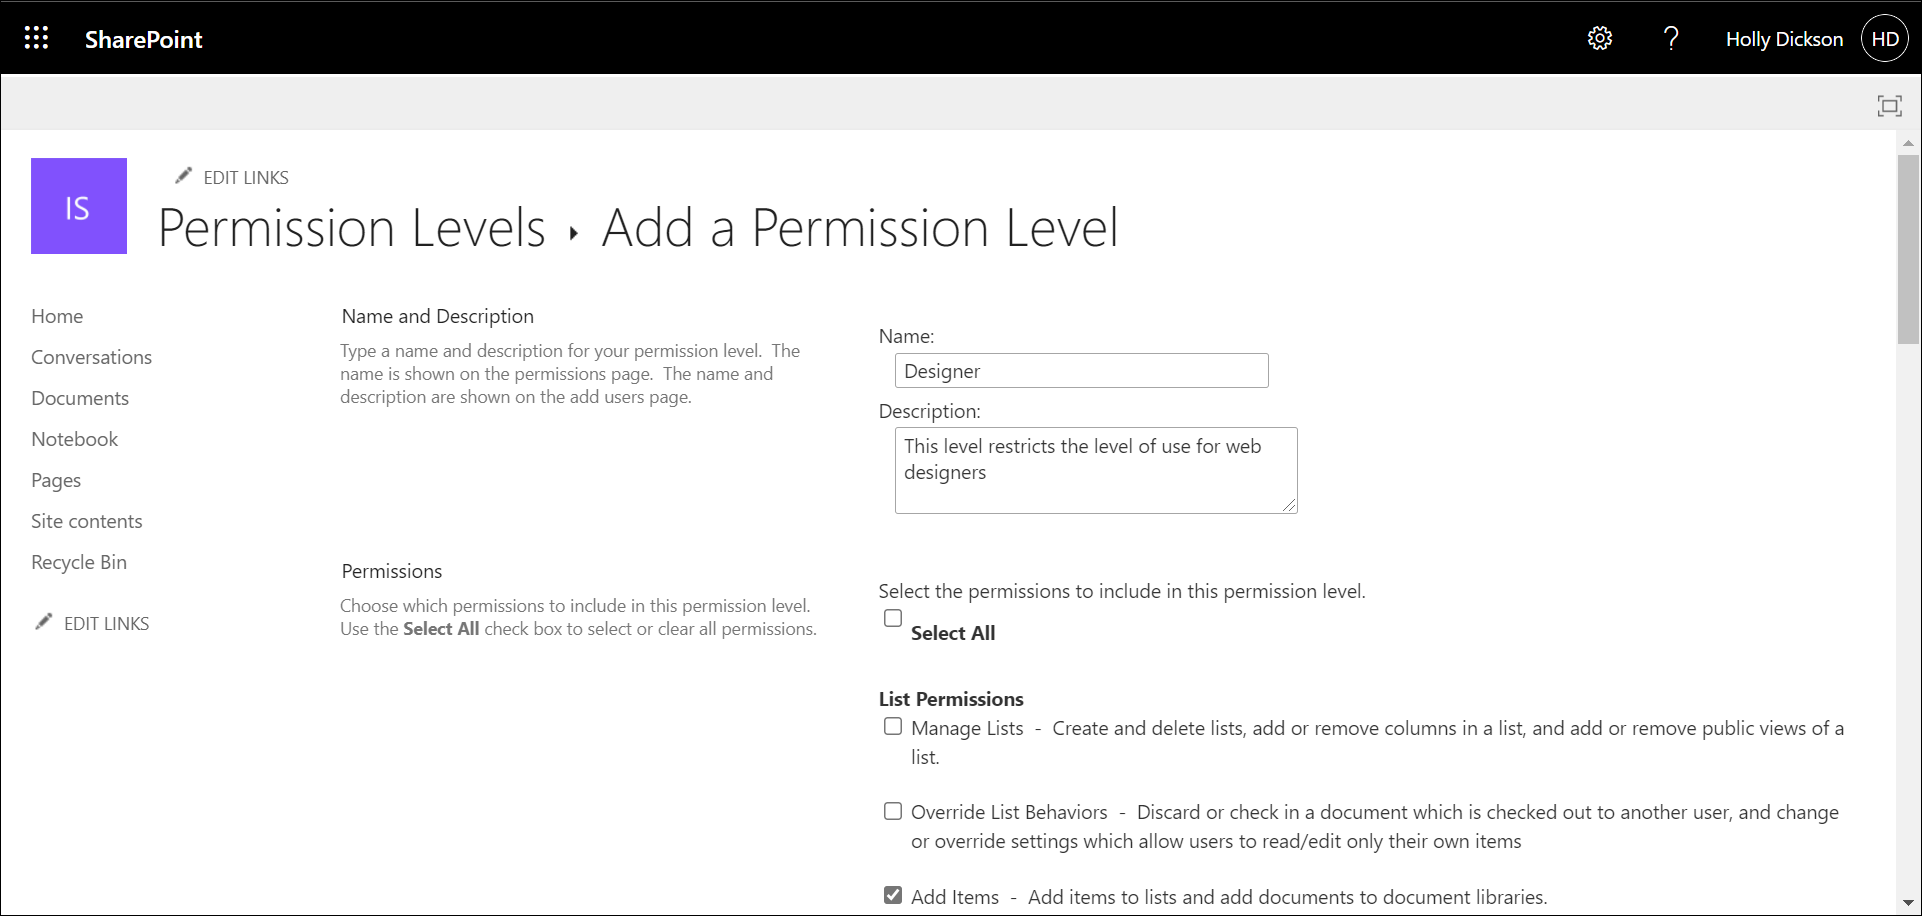 SharePoint
?
Holly Dickson
HD
IS
EDIT LINKS
Permission Levels ▸ Add a Permission Level
Home
Conversations
Documents
Notebook
Pages
Site contents
Recycle Bin
EDIT LINKS
Name and Description
Type a name and description for your permission level.  The
name is shown on the permissions page.  The name and
description are shown on the add users page.
Name:
Designer
Description:
This level restricts the level of use for web
designers
Permissions
Choose which permissions to include in this permission level.
Use the Select All check box to select or clear all permissions.
Select the permissions to include in this permission level.
Select All
List Permissions
Manage Lists  -  Create and delete lists, add or remove columns in a list, and add or remove public views of a
list.
Override List Behaviors  -  Discard or check in a document which is checked out to another user, and change
or override settings which allow users to read/edit only their own items
Add Items  -  Add items to lists and add documents to document libraries.